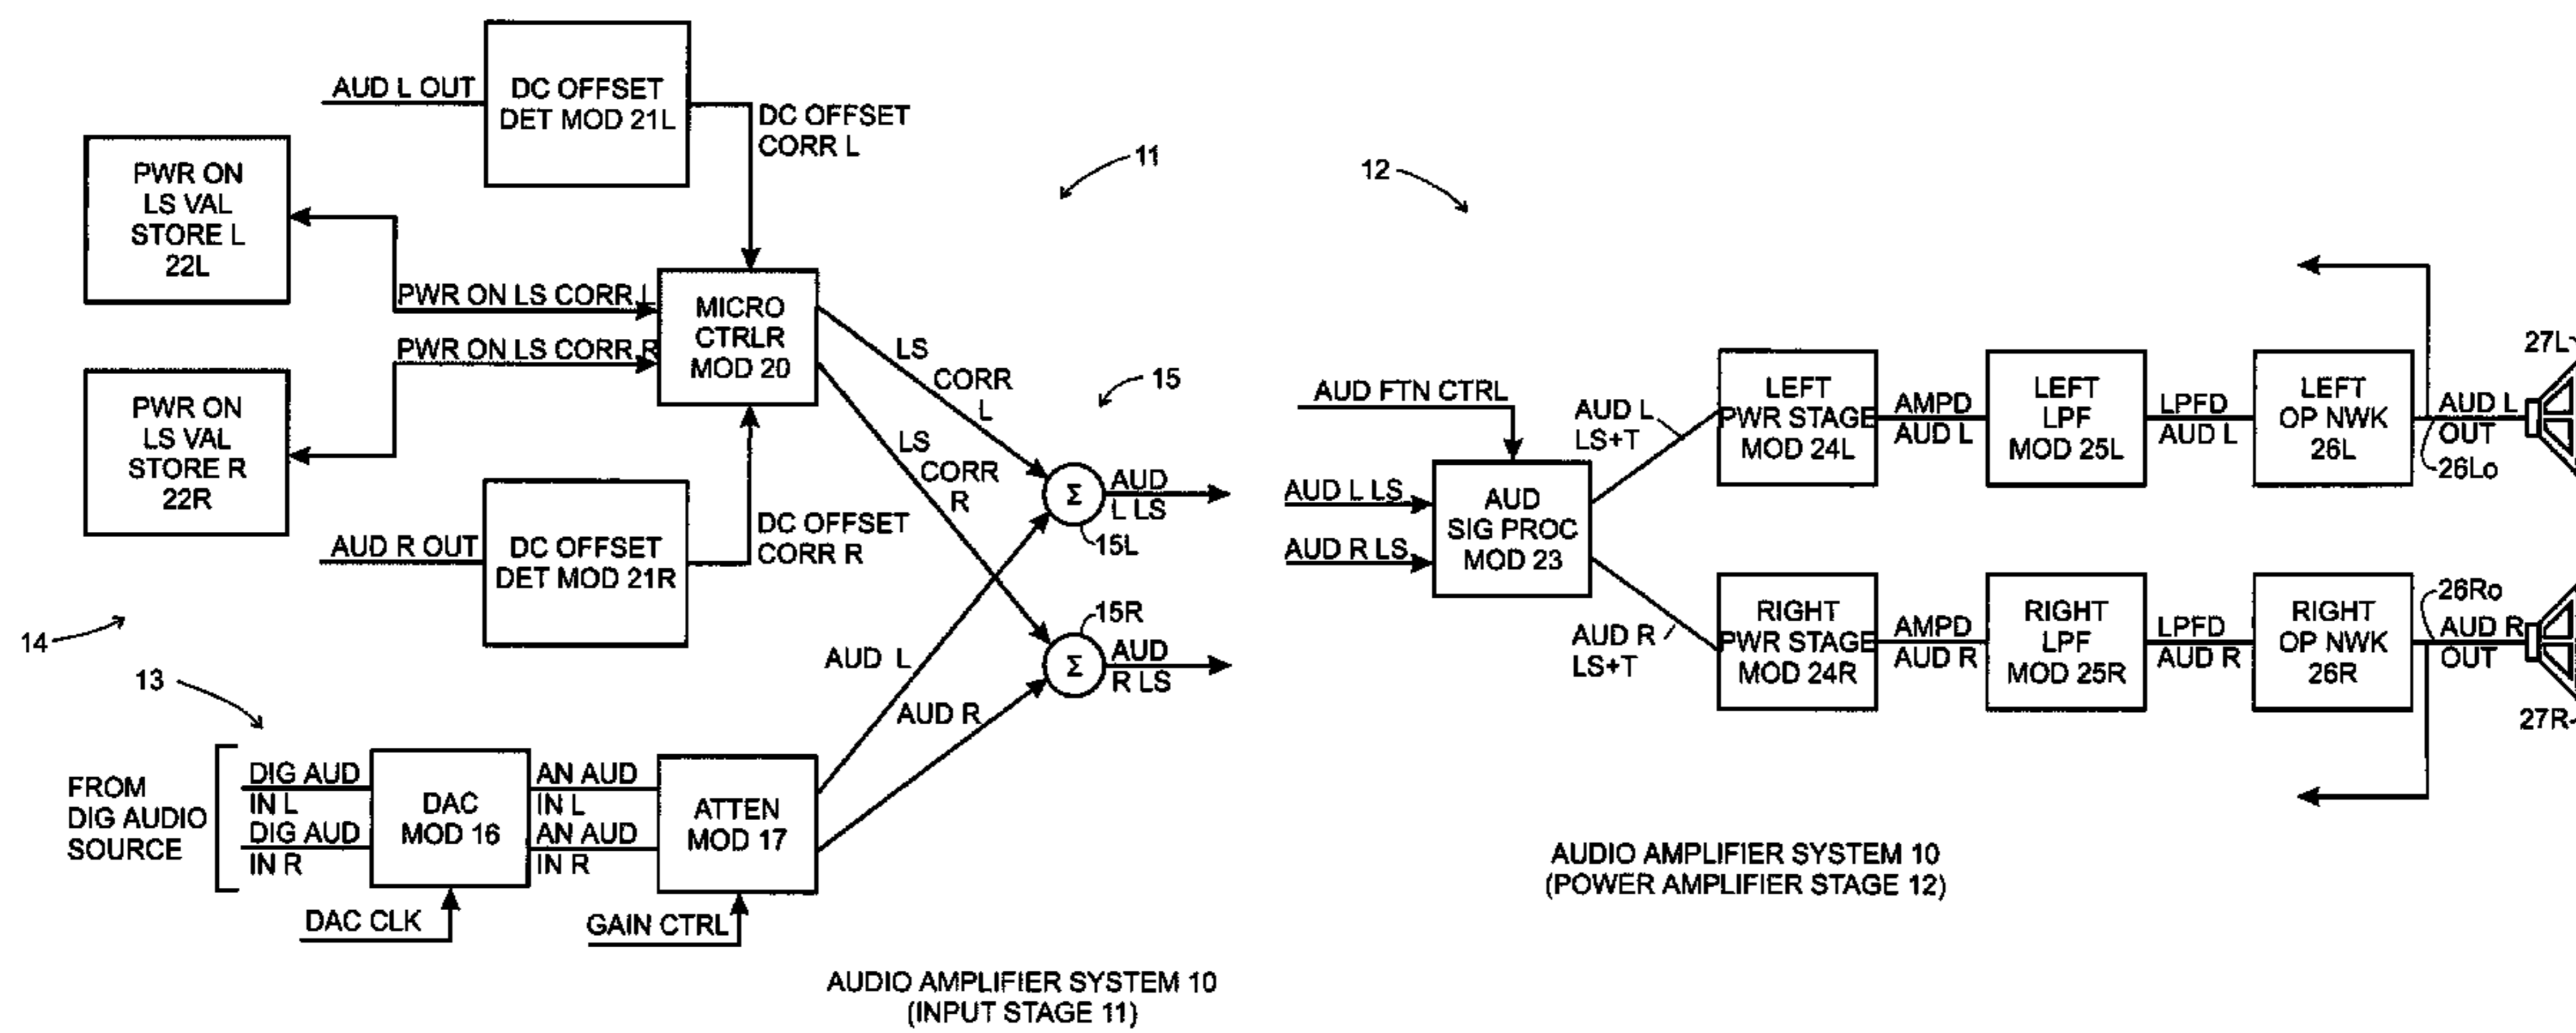 AUD L OUT
DC OFFSET
DET MOD 21L
DC OFFSET
CORR L
PWR ON
LS VAL
STORE L
22L
PWR ON LS CORR L
PWR ON LS CORR R
MICRO
CTRLR
MOD 20
PWR ON
LS VAL
STORE R
22R
AUD R OUT
DC OFFSET
DET MOD 21R
DC OFFSET
CORR R
LS
CORR
L
LS
CORR
R
11
15
Σ
AUD
L LS
15L
15R
Σ
AUD
R LS
AUD L
AUD R
14
13
FROM
DIG AUDIO
SOURCE
DIG AUD
IN L
DIG AUD
IN R
DAC
MOD 16
AN AUD
IN L
AN AUD
IN R
ATTEN
MOD 17
DAC CLK
GAIN CTRL
AUDIO AMPLIFIER SYSTEM 10
(INPUT STAGE 11)
12
AUD FTN CTRL
AUD L LS
AUD R LS
AUD
SIG PROC
MOD 23
AUD L
LS+T
AUD R
LS+T
LEFT
PWR STAGE
MOD 24L
AMPD
AUD L
LEFT
LPF
MOD 25L
LPFD
AUD L
LEFT
OP NWK
26L
AUD L
OUT
26Lo
27L
RIGHT
PWR STAGE
MOD 24R
AMPD
AUD R
RIGHT
LPF
MOD 25R
LPFD
AUD R
RIGHT
OP NWK
26R
26Ro
AUD R
OUT
27R
AUDIO AMPLIFIER SYSTEM 10
(POWER AMPLIFIER STAGE 12)